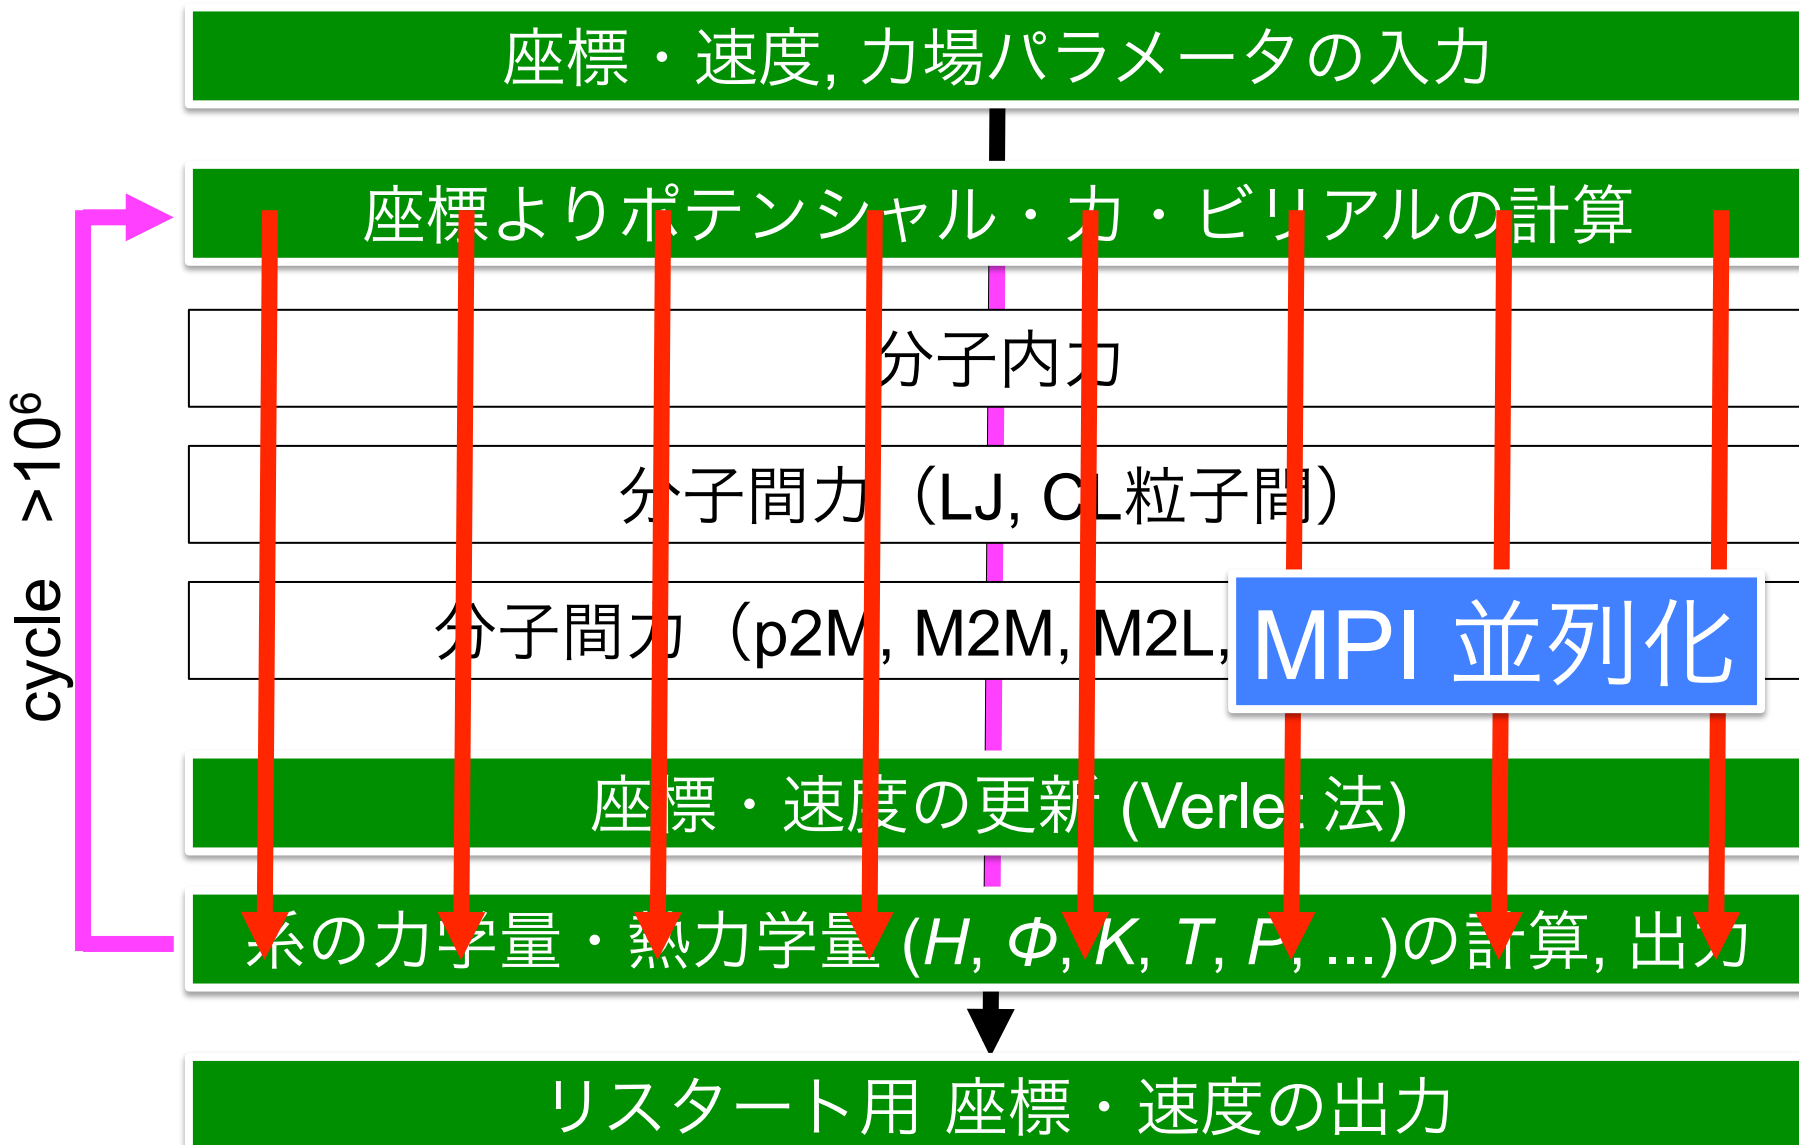 座標・速度, 力場パラメータの入力
座標よりポテンシャル・力・ビリアルの計算
分子内力
分子間力（LJ, CL粒子間）
分子間力（p2M, M2M, M2L,
MPI 並列化
座標・速度の更新 (Verlet 法)
系の力学量・熱力学量 (H, Φ, K, T, P, ...)の計算, 出力
リスタート用 座標・速度の出力
cycle >10⁶